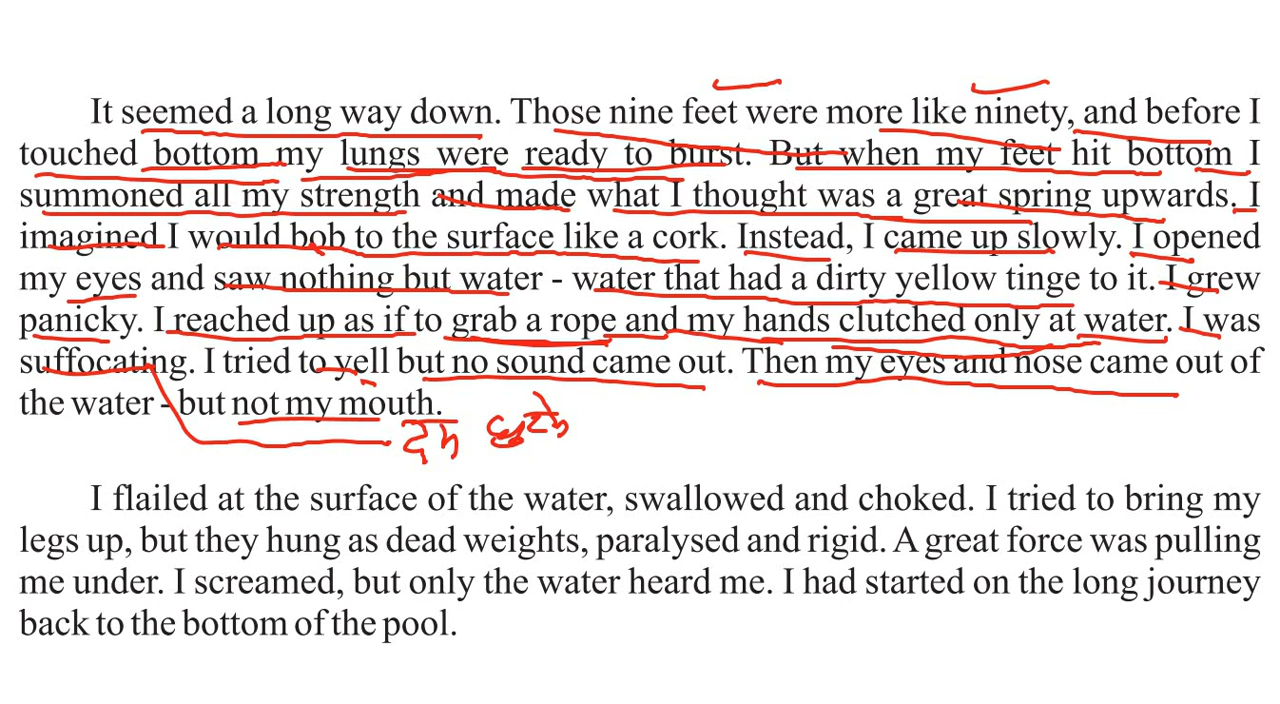 It seemed a long way down. Those nine feet were more like ninety, and before I
touched bottom my lungs were ready to burst. But when my feet hit bottom I
summoned all my strength and made what I thought was a great spring upwards. I
imagined I would bob to the surface like a cork. Instead, I came up slowly. I opened
my eyes and saw nothing but water - water that had a dirty yellow tinge to it. I grew
panicky. I reached up as if to grab a rope and my hands clutched only at water. I was
suffocating. I tried to yell but no sound came out. Then my eyes and nose came out of
the water - but not my mouth.
I flailed at the surface of the water, swallowed and choked. I tried to bring my
legs up, but they hung as dead weights, paralysed and rigid. A great force was pulling
me under. I screamed, but only the water heard me. I had started on the long journey
back to the bottom of the pool.